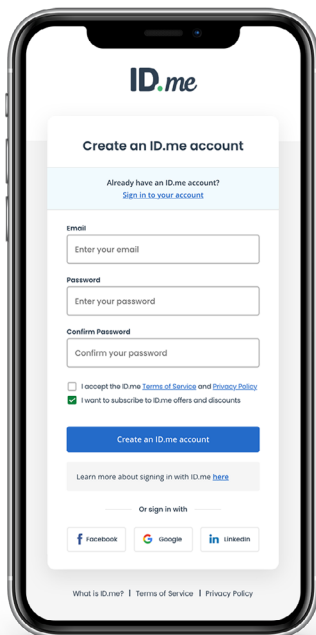 ID.me
Create an ID.me account
Already have an ID.me account?
Sign in to your account
Email
Enter your email
Password
Enter your password
Confirm Password
Confirm your password
I accept the ID.me Terms of Service and Privacy Policy
I want to subscribe to ID.me offers and discounts
Create an ID.me account
Learn more about signing in with ID.me here
Or sign in with
Facebook Google in Linkedin
What is ID.me? | Terms of Service | Privacy Policy